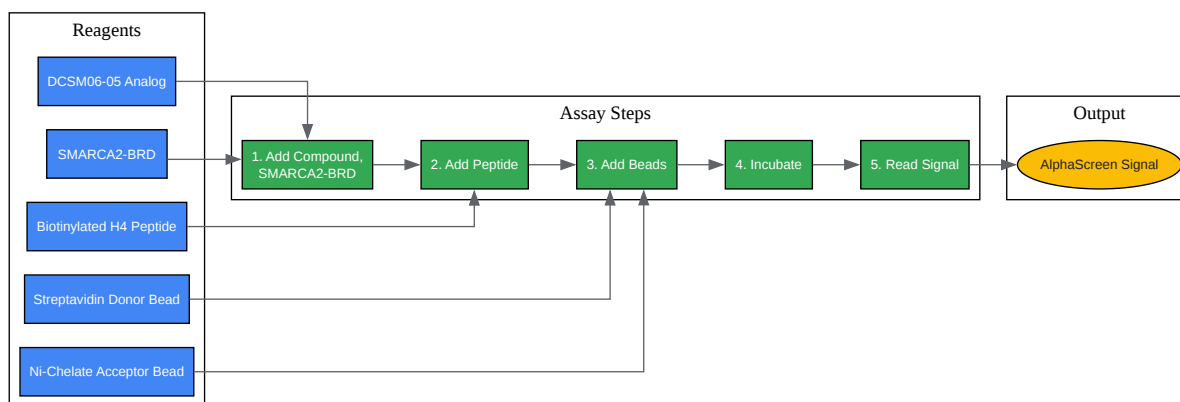 Reagents
DCSM06-05 Analog
SMARCA2-BRD
Biotinylated H4 Peptide
Streptavidin Donor Bead
Ni-Chelate Acceptor Bead
Assay Steps
1. Add Compound,
SMARCA2-BRD
2. Add Peptide
3. Add Beads
4. Incubate
5. Read Signal
Output
AlphaScreen Signal